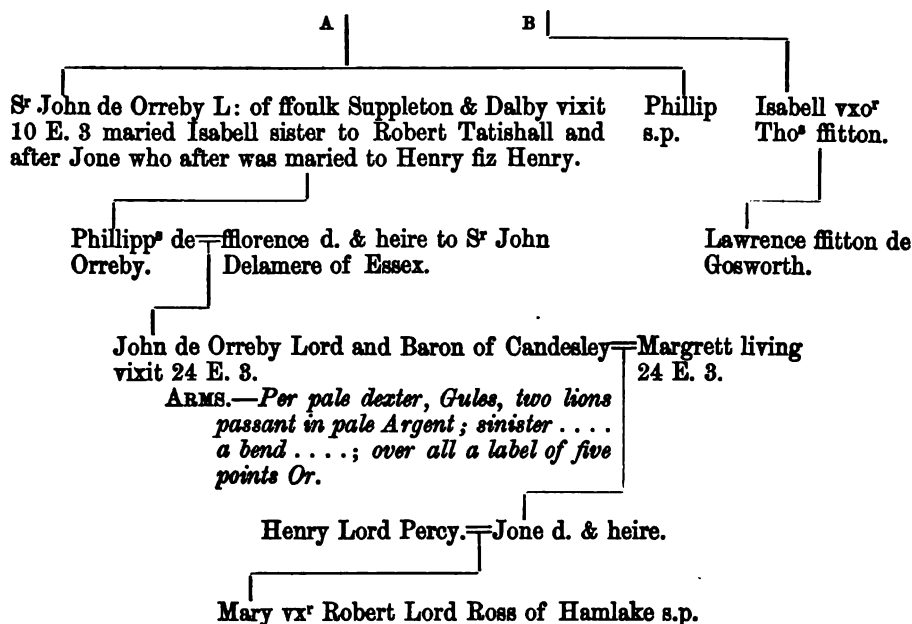 A B
Sʳ John de Orreby L: of ffoulk Suppleton & Dalby vixit
10 E. 3 maried Isabell sister to Robert Tatishall and
after Jone who after was maried to Henry fiz Henry.
Phillip
s.p.
Isabell vxoʳ
Thoˢ ffitton.
Phillippˢ de
Orreby.
fflorence d. & heire to Sʳ John
Delamere of Essex.
Lawrence ffitton de
Gosworth.
John de Orreby Lord and Baron of Candesley
vixit 24 E. 3.
Margrett living
24 E. 3.
Arms.—Per pale dexter, Gules, two lions
passant in pale Argent; sinister ....
a bend ....; over all a label of five
points Or.
Henry Lord Percy. Jone d. & heire.
Mary vxʳ Robert Lord Ross of Hamlake s.p.